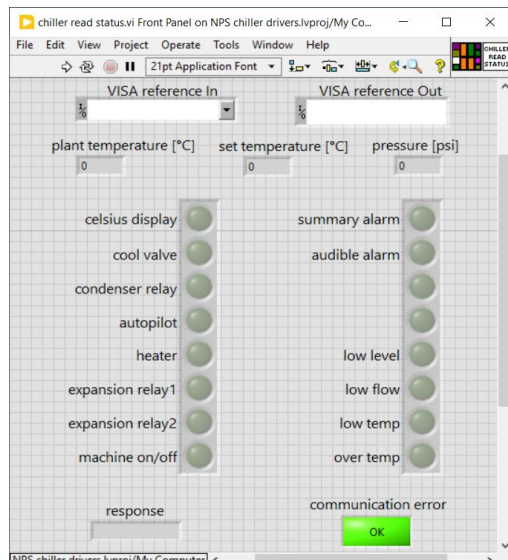 chiller read status.vi Front Panel on NPS chiller drivers.lvproj/My Co...
File Edit View Project Operate Tools Window Help
21pt Application Font
CHILLER
READ
STATUS
VISA reference In VISA reference Out
I/O I/O
plant temperature [°C] set temperature [°C] pressure [psi]
0 0 0
celsius display summary alarm
cool valve audible alarm
condenser relay
autopilot
heater low level
expansion relay1 low flow
expansion relay2 low temp
machine on/off over temp
response communication error
OK
NPS chiller drivers.lvproj/My Computer